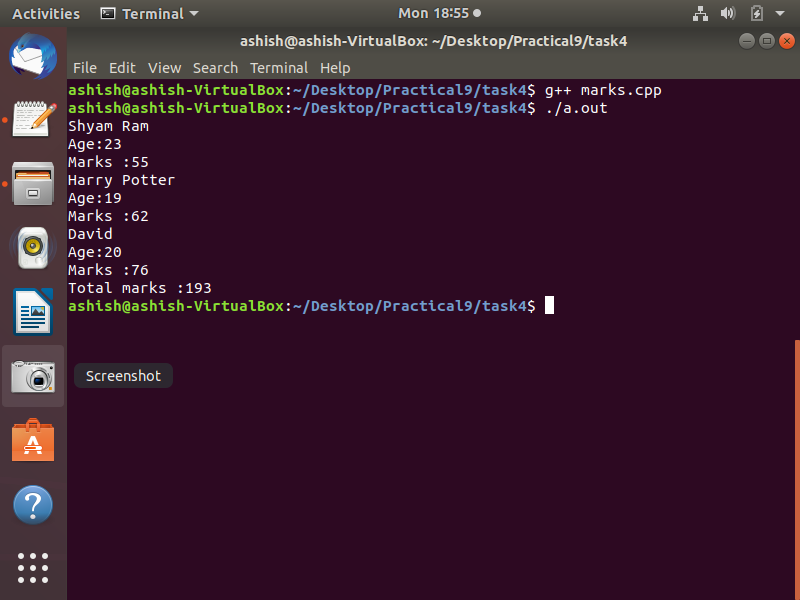 Activities Terminal Mon 18:55
ashish@ashish-VirtualBox: ~/Desktop/Practical9/task4
File Edit View Search Terminal Help
ashish@ashish-VirtualBox:~/Desktop/Practical9/task4$ g++ marks.cpp
ashish@ashish-VirtualBox:~/Desktop/Practical9/task4$ ./a.out
Shyam Ram
Age:23
Marks :55
Harry Potter
Age:19
Marks :62
David
Age:20
Marks :76
Total marks :193
ashish@ashish-VirtualBox:~/Desktop/Practical9/task4$
Screenshot